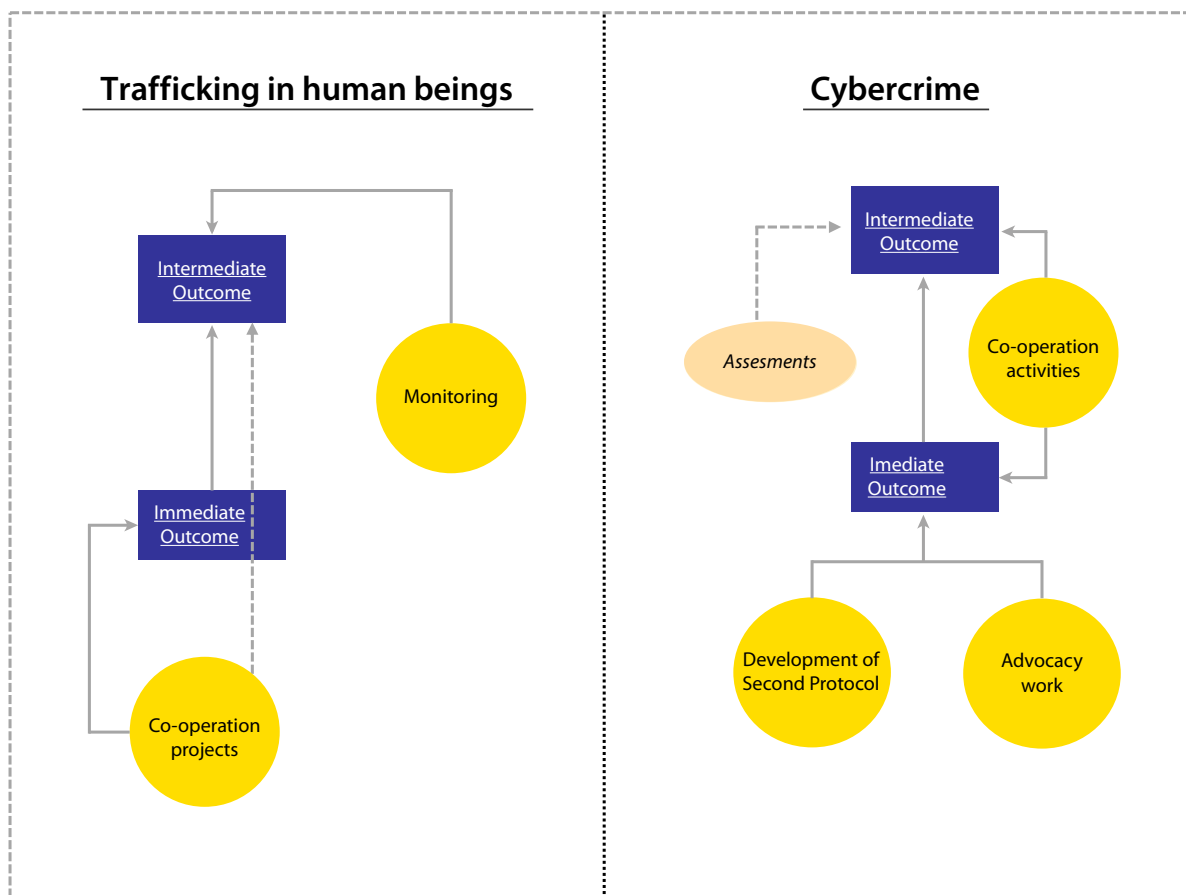 Trafficking in human beings
Intermediate
Outcome
Monitoring
Immediate
Outcome
Co-operation
projects
Cybercrime
Intermediate
Outcome
Assesments
Co-operation
activities
Imediate
Outcome
Development of
Second Protocol
Advocacy
work